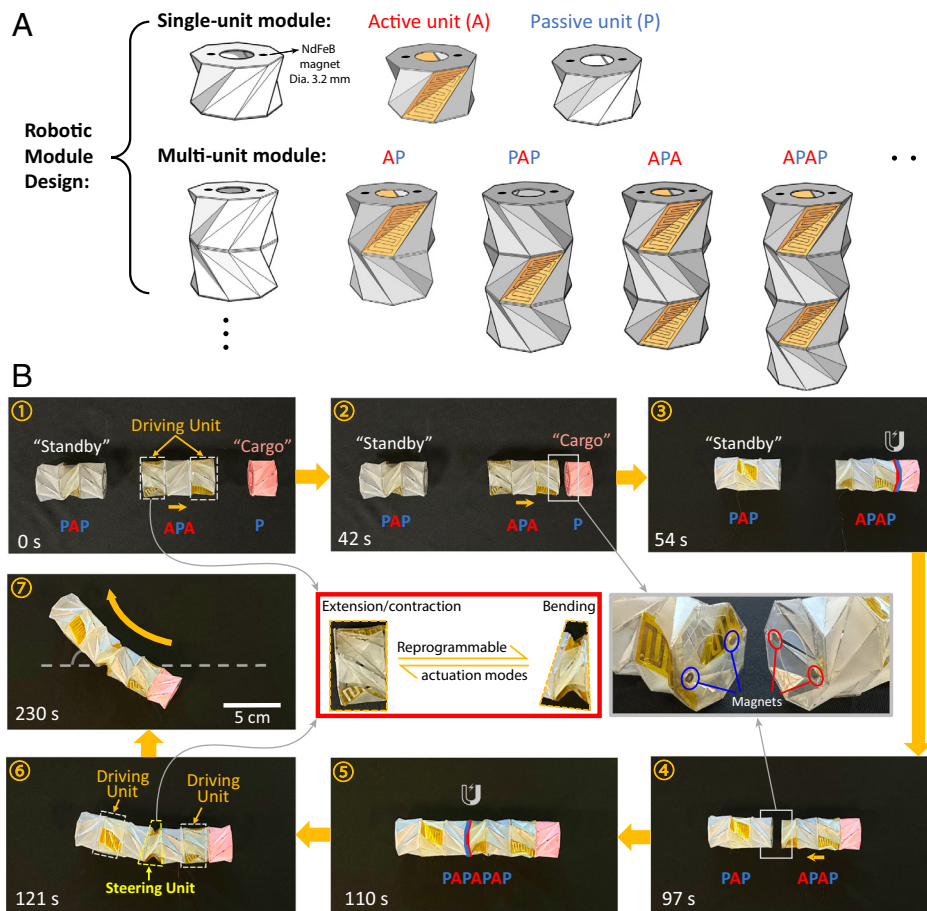 A
Single-unit module:
Active unit (A)
Passive unit (P)
NdFeB
magnet
Dia. 3.2 mm
Robotic
Module
Design:
Multi-unit module:
AP
PAP
APA
APAP
B
①
"Standby"
Driving Unit
"Cargo"
PAP
APA
P
0 s
②
"Standby"
"Cargo"
PAP
APA
P
42 s
③
"Standby"
PAP
APAP
54 s
⑦
230 s
5 cm
Extension/contraction
Bending
Reprogrammable
actuation modes
Magnets
⑥
Driving
Unit
Driving
Unit
Steering Unit
121 s
⑤
PAPAPAP
110 s
④
PAP
APAP
97 s